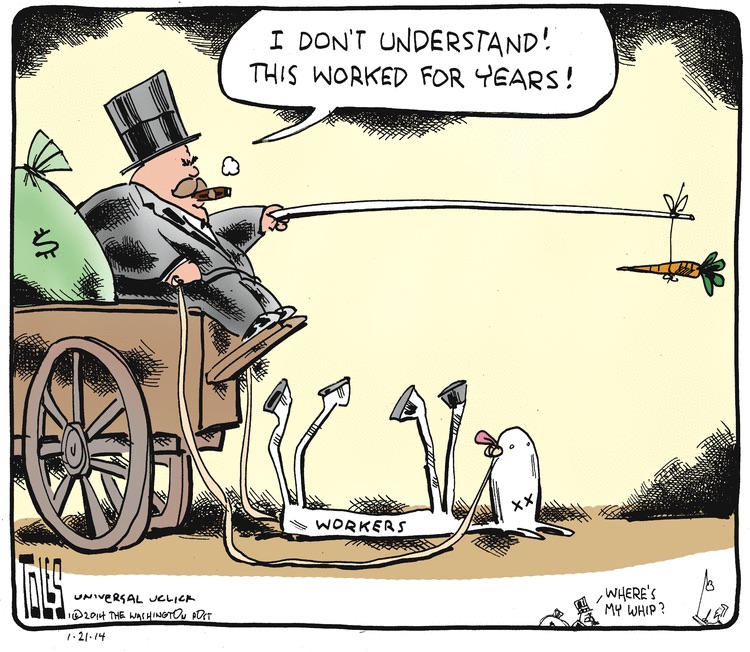 I DON'T UNDERSTAND!
THIS WORKED FOR YEARS!
$
WORKERS
XX
TOLES
UNIVERSAL UCLICK
© 2014 THE WASHINGTON POST
1-21-14
WHERE'S
MY WHIP?